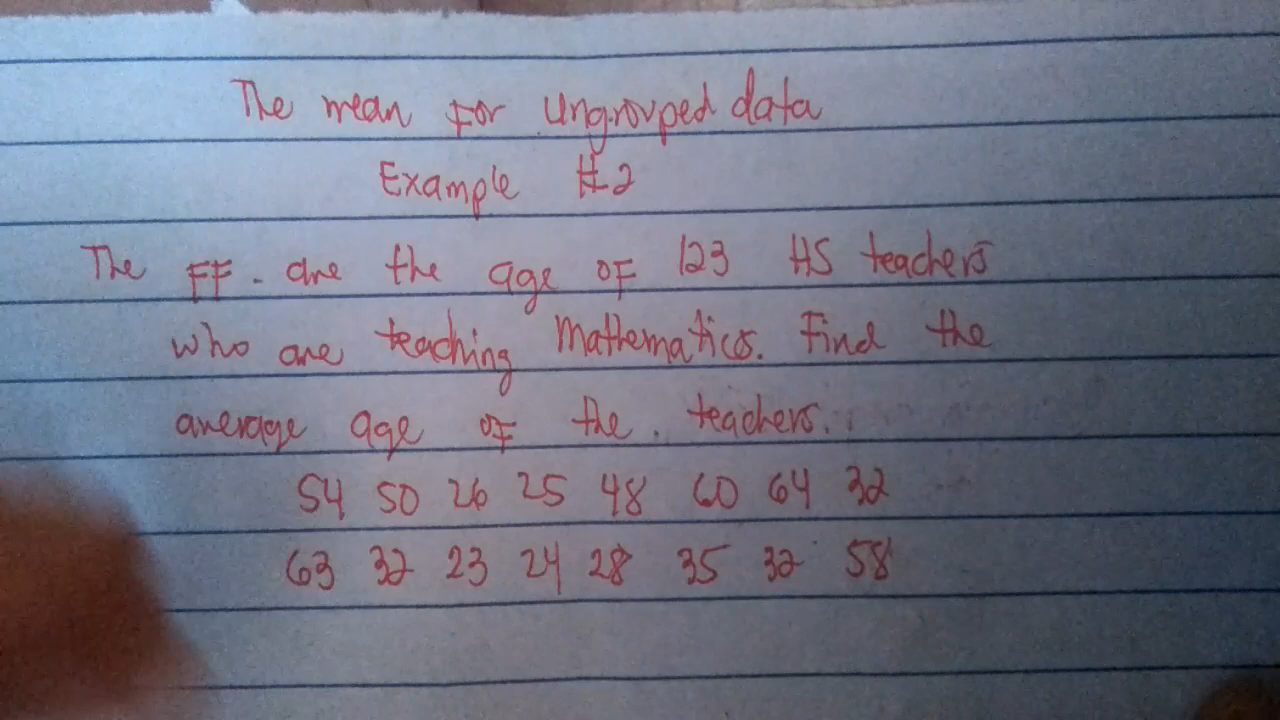 The mean For Ungrouped data
Example #2
The FF. are the age of 123 HS teachers
who are teaching Mathematics. Find the
average age of the. teachers.
54 50 26 25 48 60 64 32
63 32 23 24 28 35 32 58